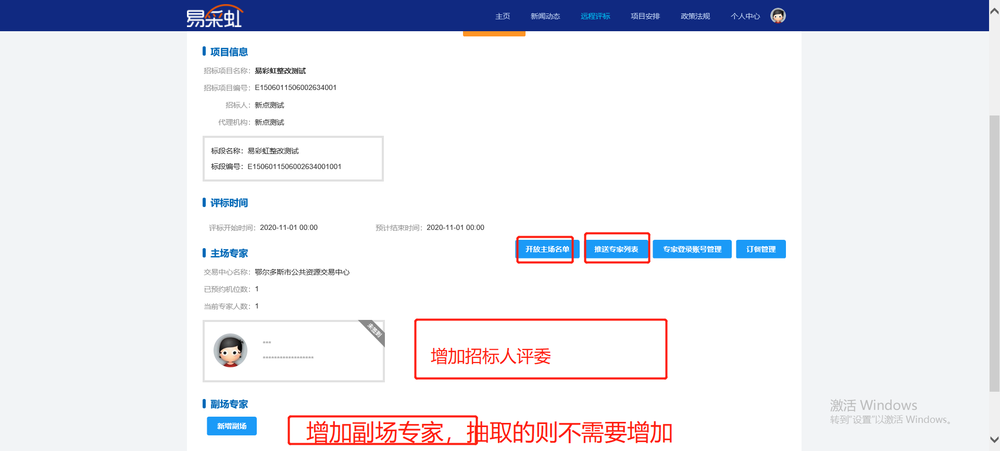 易彩虹
主页 新闻动态 远程评标 项目安排 政策法规 个人中心
项目信息
招标项目名称：易彩虹整改测试
招标项目编号：E1506011506002634001
招标人：新点测试
代理机构：新点测试
标段名称：易彩虹整改测试
标段编号：E1506011506002634001001
评标时间
评标开始时间：2020-11-01 00:00 预计结束时间：2020-11-01 00:00
开放主场名单 推送专家列表 专家登录账号管理 订餐管理
主场专家
交易中心名称：鄂尔多斯市公共资源交易中心
已预约机位数：1
当前专家人数：1
未签到
***
******************
增加招标人评委
副场专家
新增副场
增加副场专家，抽取的则不需要增加
激活 Windows
转到“设置”以激活 Windows。